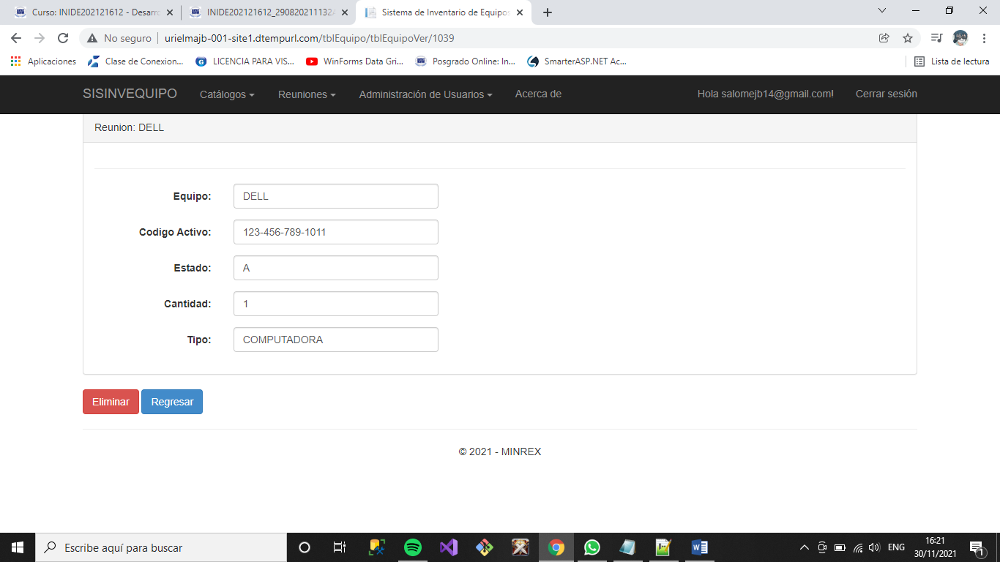 Curso: INIDE202121612 - Desarro
INIDE202121612_290820211132
Sistema de Inventario de Equipos
No seguro
urielmajb-001-site1.dtempurl.com/tblEquipo/tblEquipoVer/1039
Aplicaciones
Clase de Conexion...
LICENCIA PARA VIS...
WinForms Data Gri...
Posgrado Online: In...
SmarterASP.NET Ac...
Lista de lectura
SISINVEQUIPO
Catálogos
Reuniones
Administración de Usuarios
Acerca de
Hola salomejb14@gmail.com!
Cerrar sesión
Reunion: DELL
Equipo: DELL
Codigo Activo: 123-456-789-1011
Estado: A
Cantidad: 1
Tipo: COMPUTADORA
Eliminar
Regresar
© 2021 - MINREX
Escribe aquí para buscar
ENG
16:21
30/11/2021
1